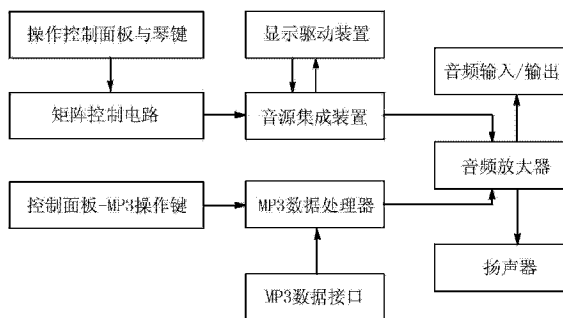 操作控制面板与琴键
显示驱动装置
音频输入/输出
矩阵控制电路
音源集成装置
音频放大器
控制面板-MP3操作键
MP3数据处理器
扬声器
MP3数据接口